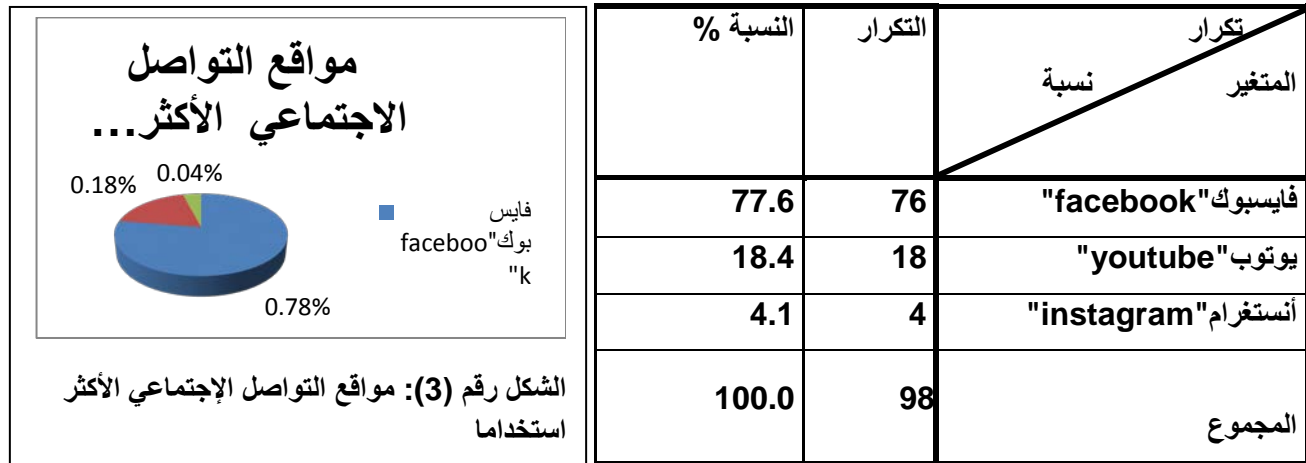 مواقع التواصل
الاجتماعي الأكثر...
0.04%
0.18%
0.78%
فايس
بوك"faceboo
k"
الشكل رقم (3): مواقع التواصل الإجتماعي الأكثر
استخداما
تكرار التكرار النسبة %
المتغير نسبة
فايسبوك"facebook" 76 77.6
يوتوب"youtube" 18 18.4
أنستغرام"instagram" 4 4.1
المجموع 98 100.0